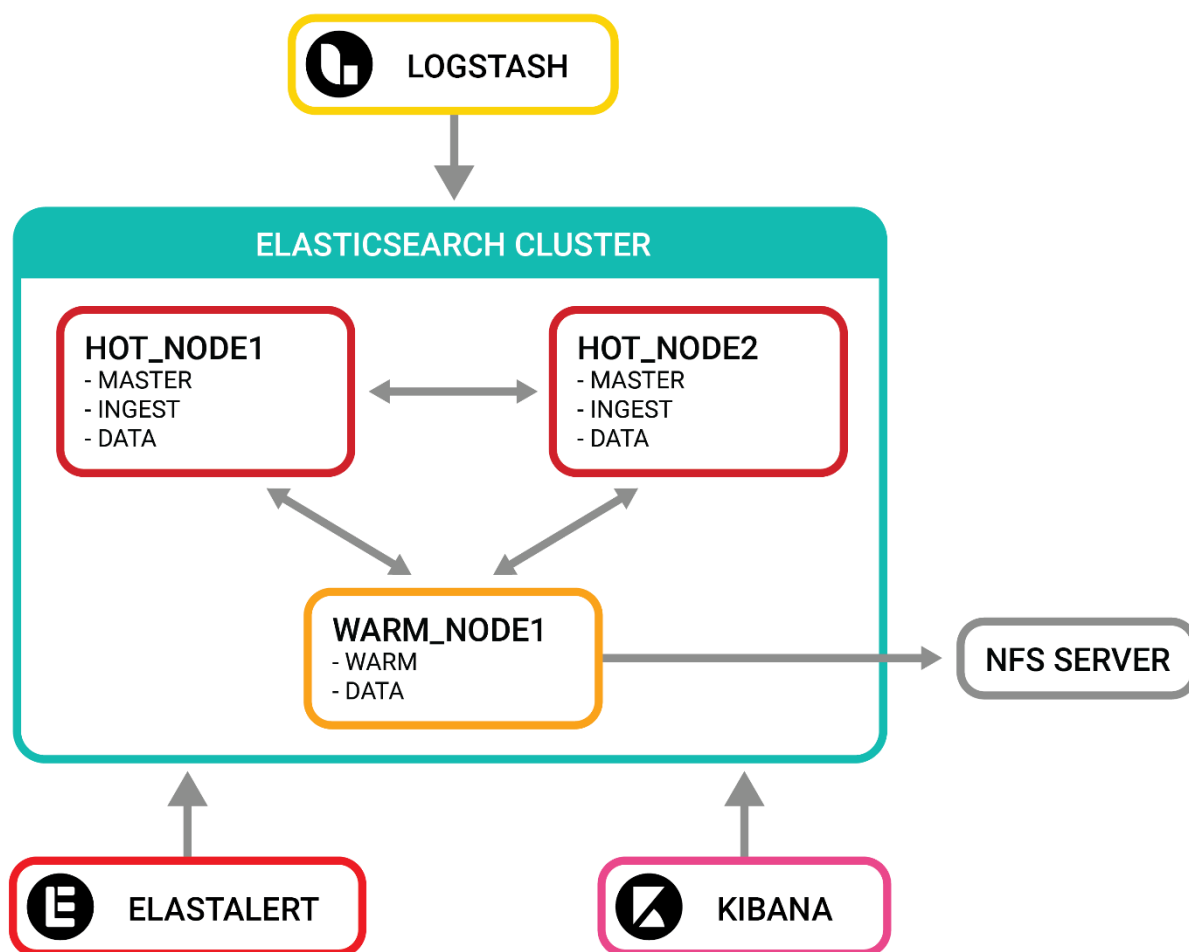 LOGSTASH
ELASTICSEARCH CLUSTER
HOT_NODE1
- MASTER
- INGEST
- DATA
HOT_NODE2
- MASTER
- INGEST
- DATA
WARM_NODE1
- WARM
- DATA
NFS SERVER
ELASTALERT
KIBANA